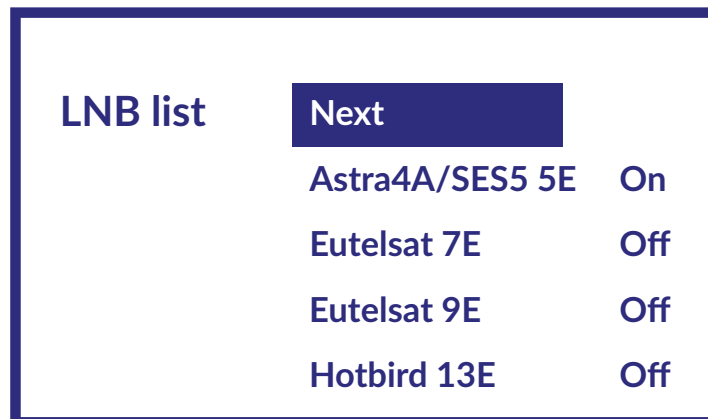 LNB list Next
Astra4A/SES5 5E On
Eutelsat 7E Off
Eutelsat 9E Off
Hotbird 13E Off